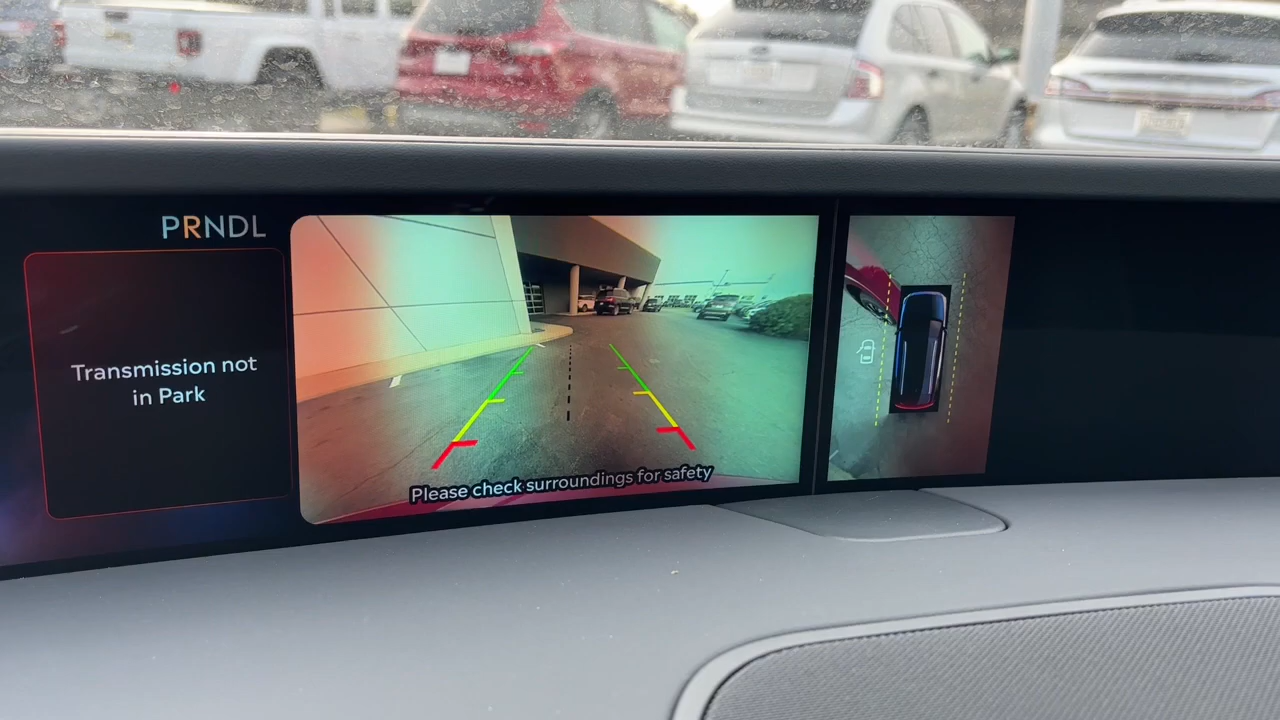 PRNDL
Transmission not
in Park
Please check surroundings for safety